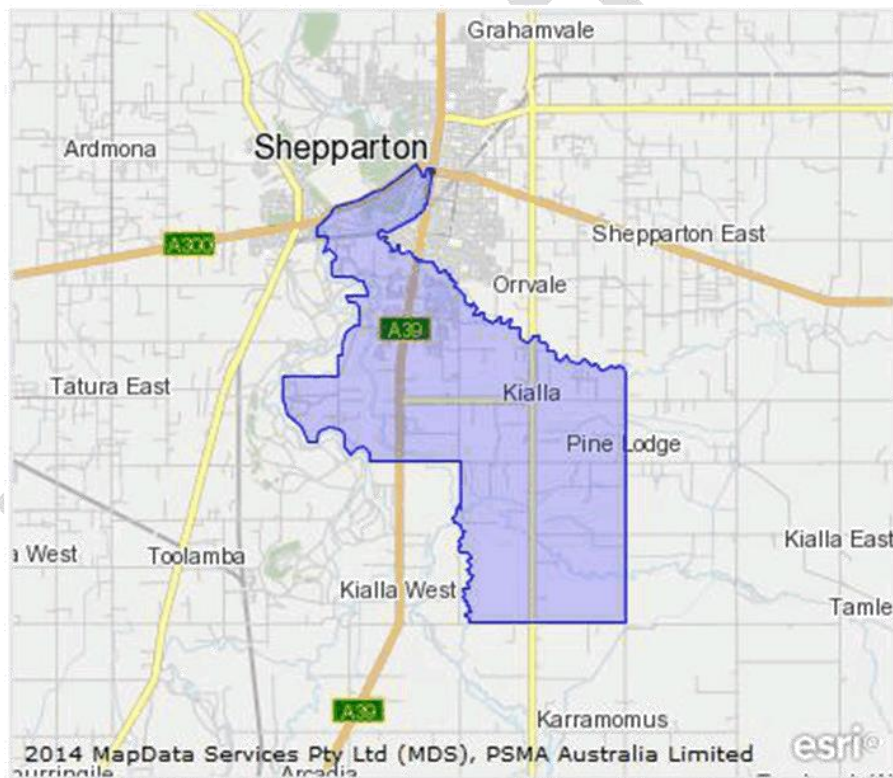 Grahamvale
Ardmona
Shepparton
Shepparton East
A300
Orrvale
A39
Tatura East
Kialla
Pine Lodge
Kialla East
West
Toolamba
Kialla West
Tamle
A39
Karramomus
2014 MapData Services Pty Ltd (MDS), PSMA Australia Limited
esri
Arcadia